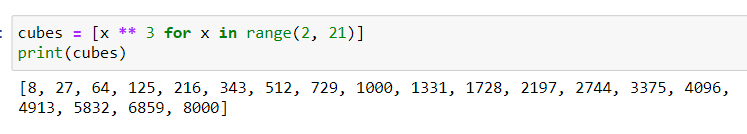 : cubes = [x ** 3 for x in range(2, 21)]
print(cubes)
[8, 27, 64, 125, 216, 343, 512, 729, 1000, 1331, 1728, 2197, 2744, 3375, 4096,
4913, 5832, 6859, 8000]